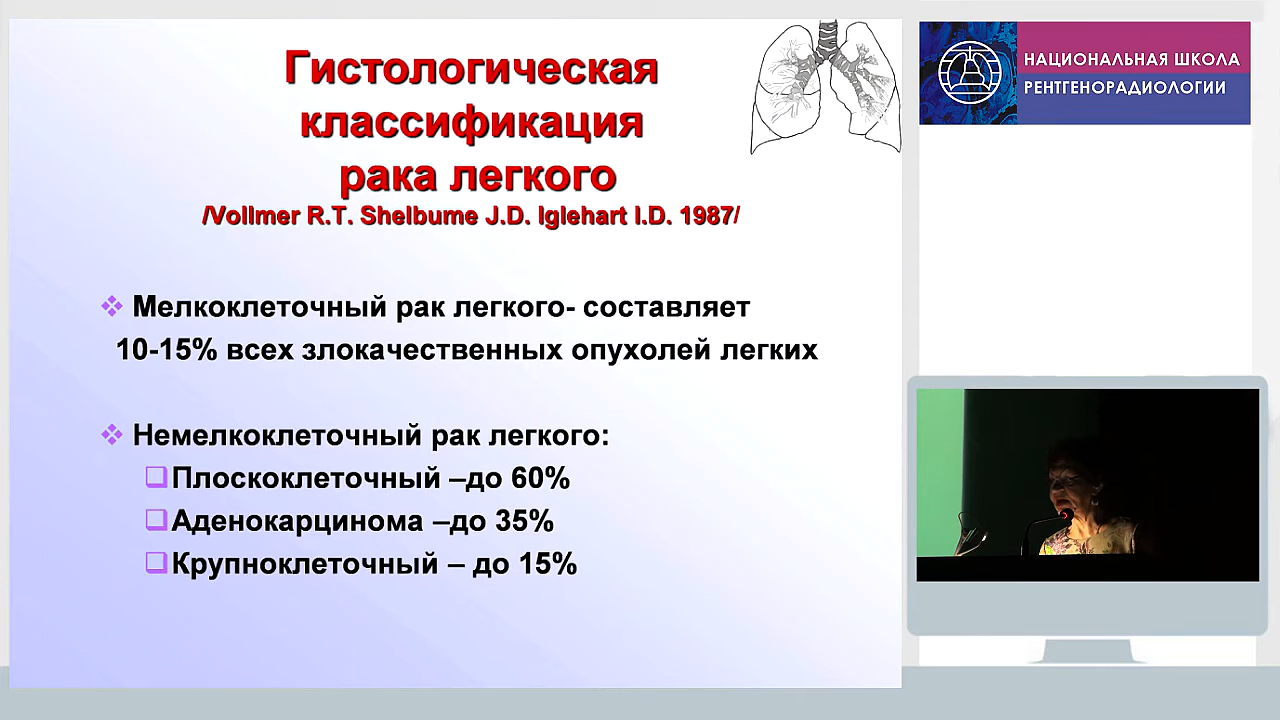 Гистологическая
классификация
рака легкого
/Vollmer R.T. Shelbume J.D. Iglehart I.D. 1987/
Мелкоклеточный рак легкого- составляет
10-15% всех злокачественных опухолей легких
Немелкоклеточный рак легкого:
Плоскоклеточный –до 60%
Аденокарцинома –до 35%
Крупноклеточный – до 15%
НАЦИОНАЛЬНАЯ ШКОЛА
РЕНТГЕНОРАДИОЛОГИИ